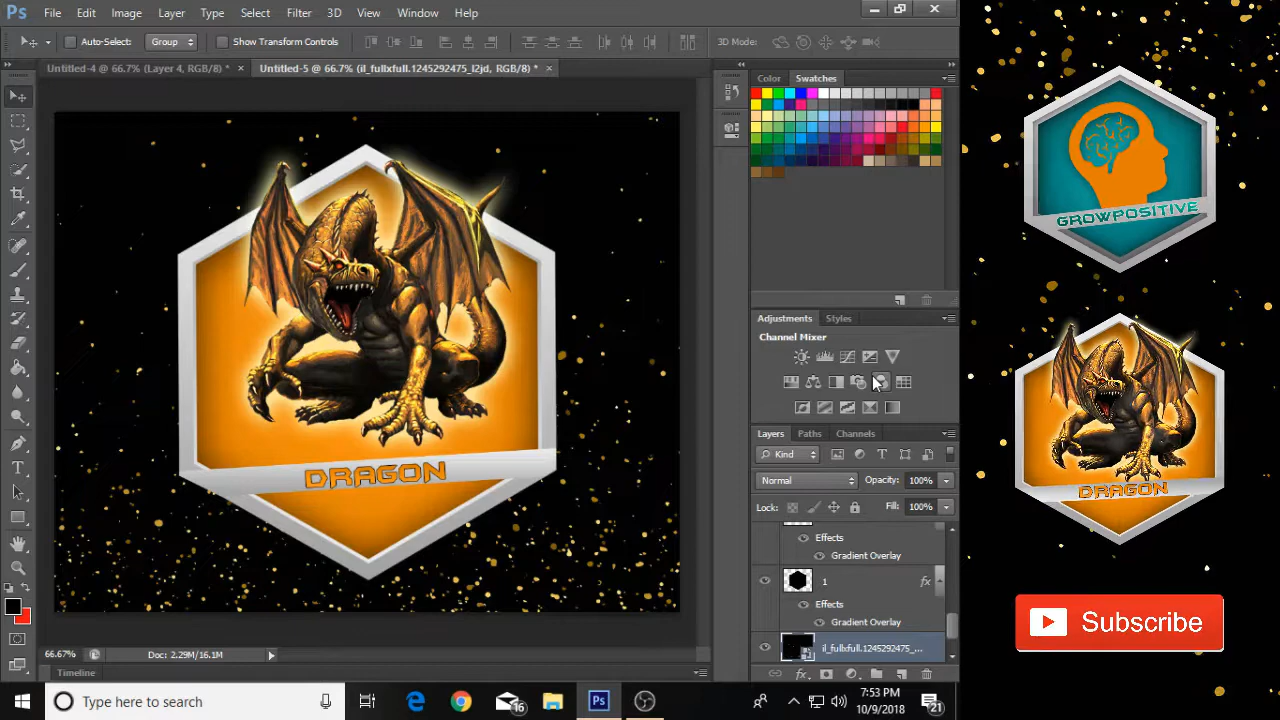 Ps File Edit Image Layer Type Select Filter 3D View Window Help
Auto-Select: Group Show Transform Controls 3D Mode:
Untitled-4 @ 66.7% (Layer 4, RGB/8) * × Untitled-5 @ 66.7% (il_fullxfull.1245292475_l2jd, RGB/8) * ×
Color Swatches
GROWPOSITIVE
Adjustments Styles
Channel Mixer
DRAGON
Layers Paths Channels
Kind
Normal Opacity: 100%
Lock: Fill: 100%
Effects
Gradient Overlay
1 fx
Effects
Gradient Overlay
il_fullxfull.1245292475_...
DRAGON
Subscribe
66.67% Doc: 2.29M/16.1M
Timeline
Type here to search
16
Ps
7:53 PM
10/9/2018
21